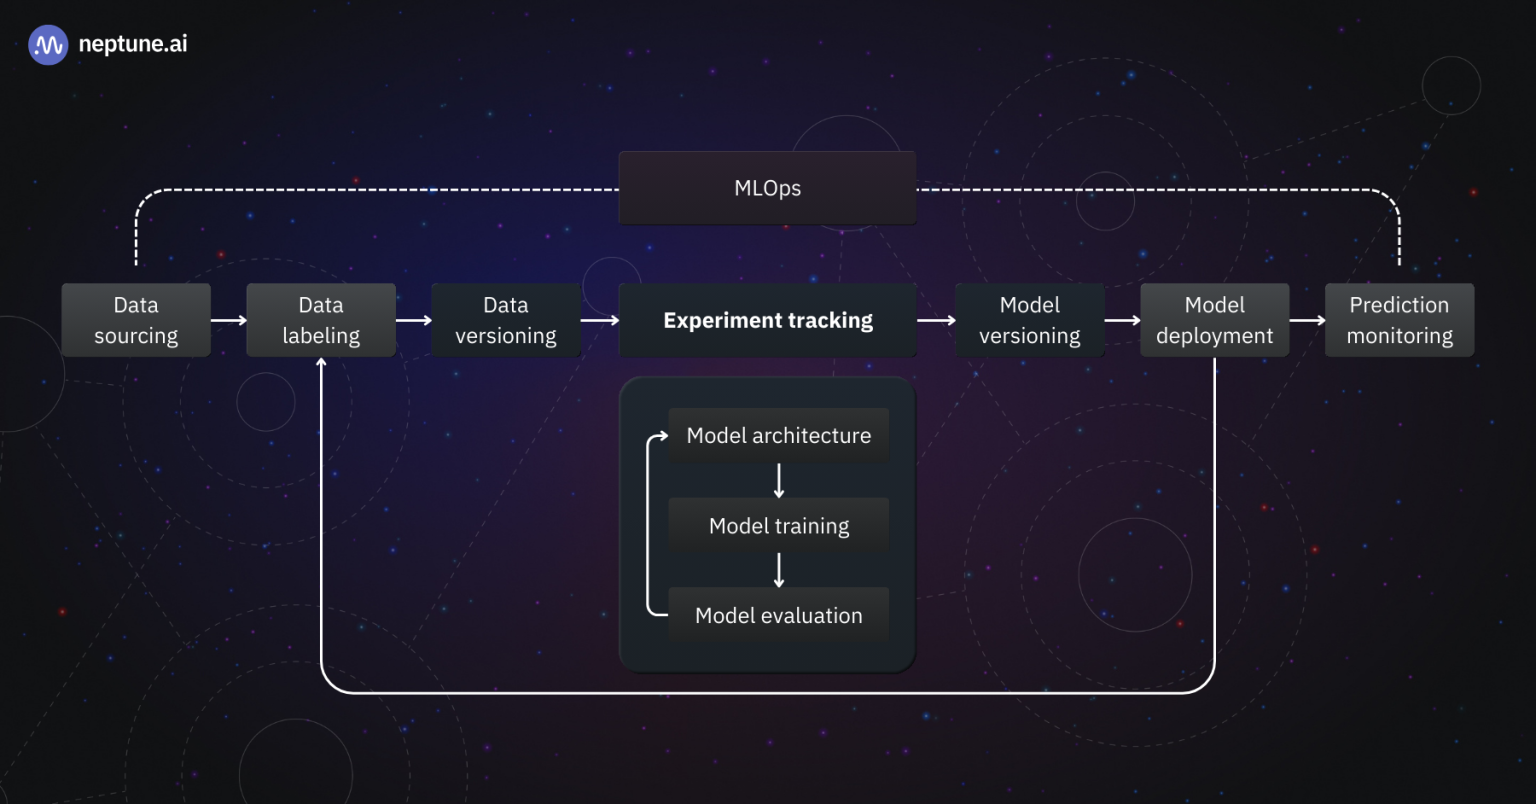 neptune.ai
MLOps
Data
sourcing
Data
labeling
Data
versioning
Experiment tracking
Model
versioning
Model
deployment
Prediction
monitoring
Model architecture
Model training
Model evaluation